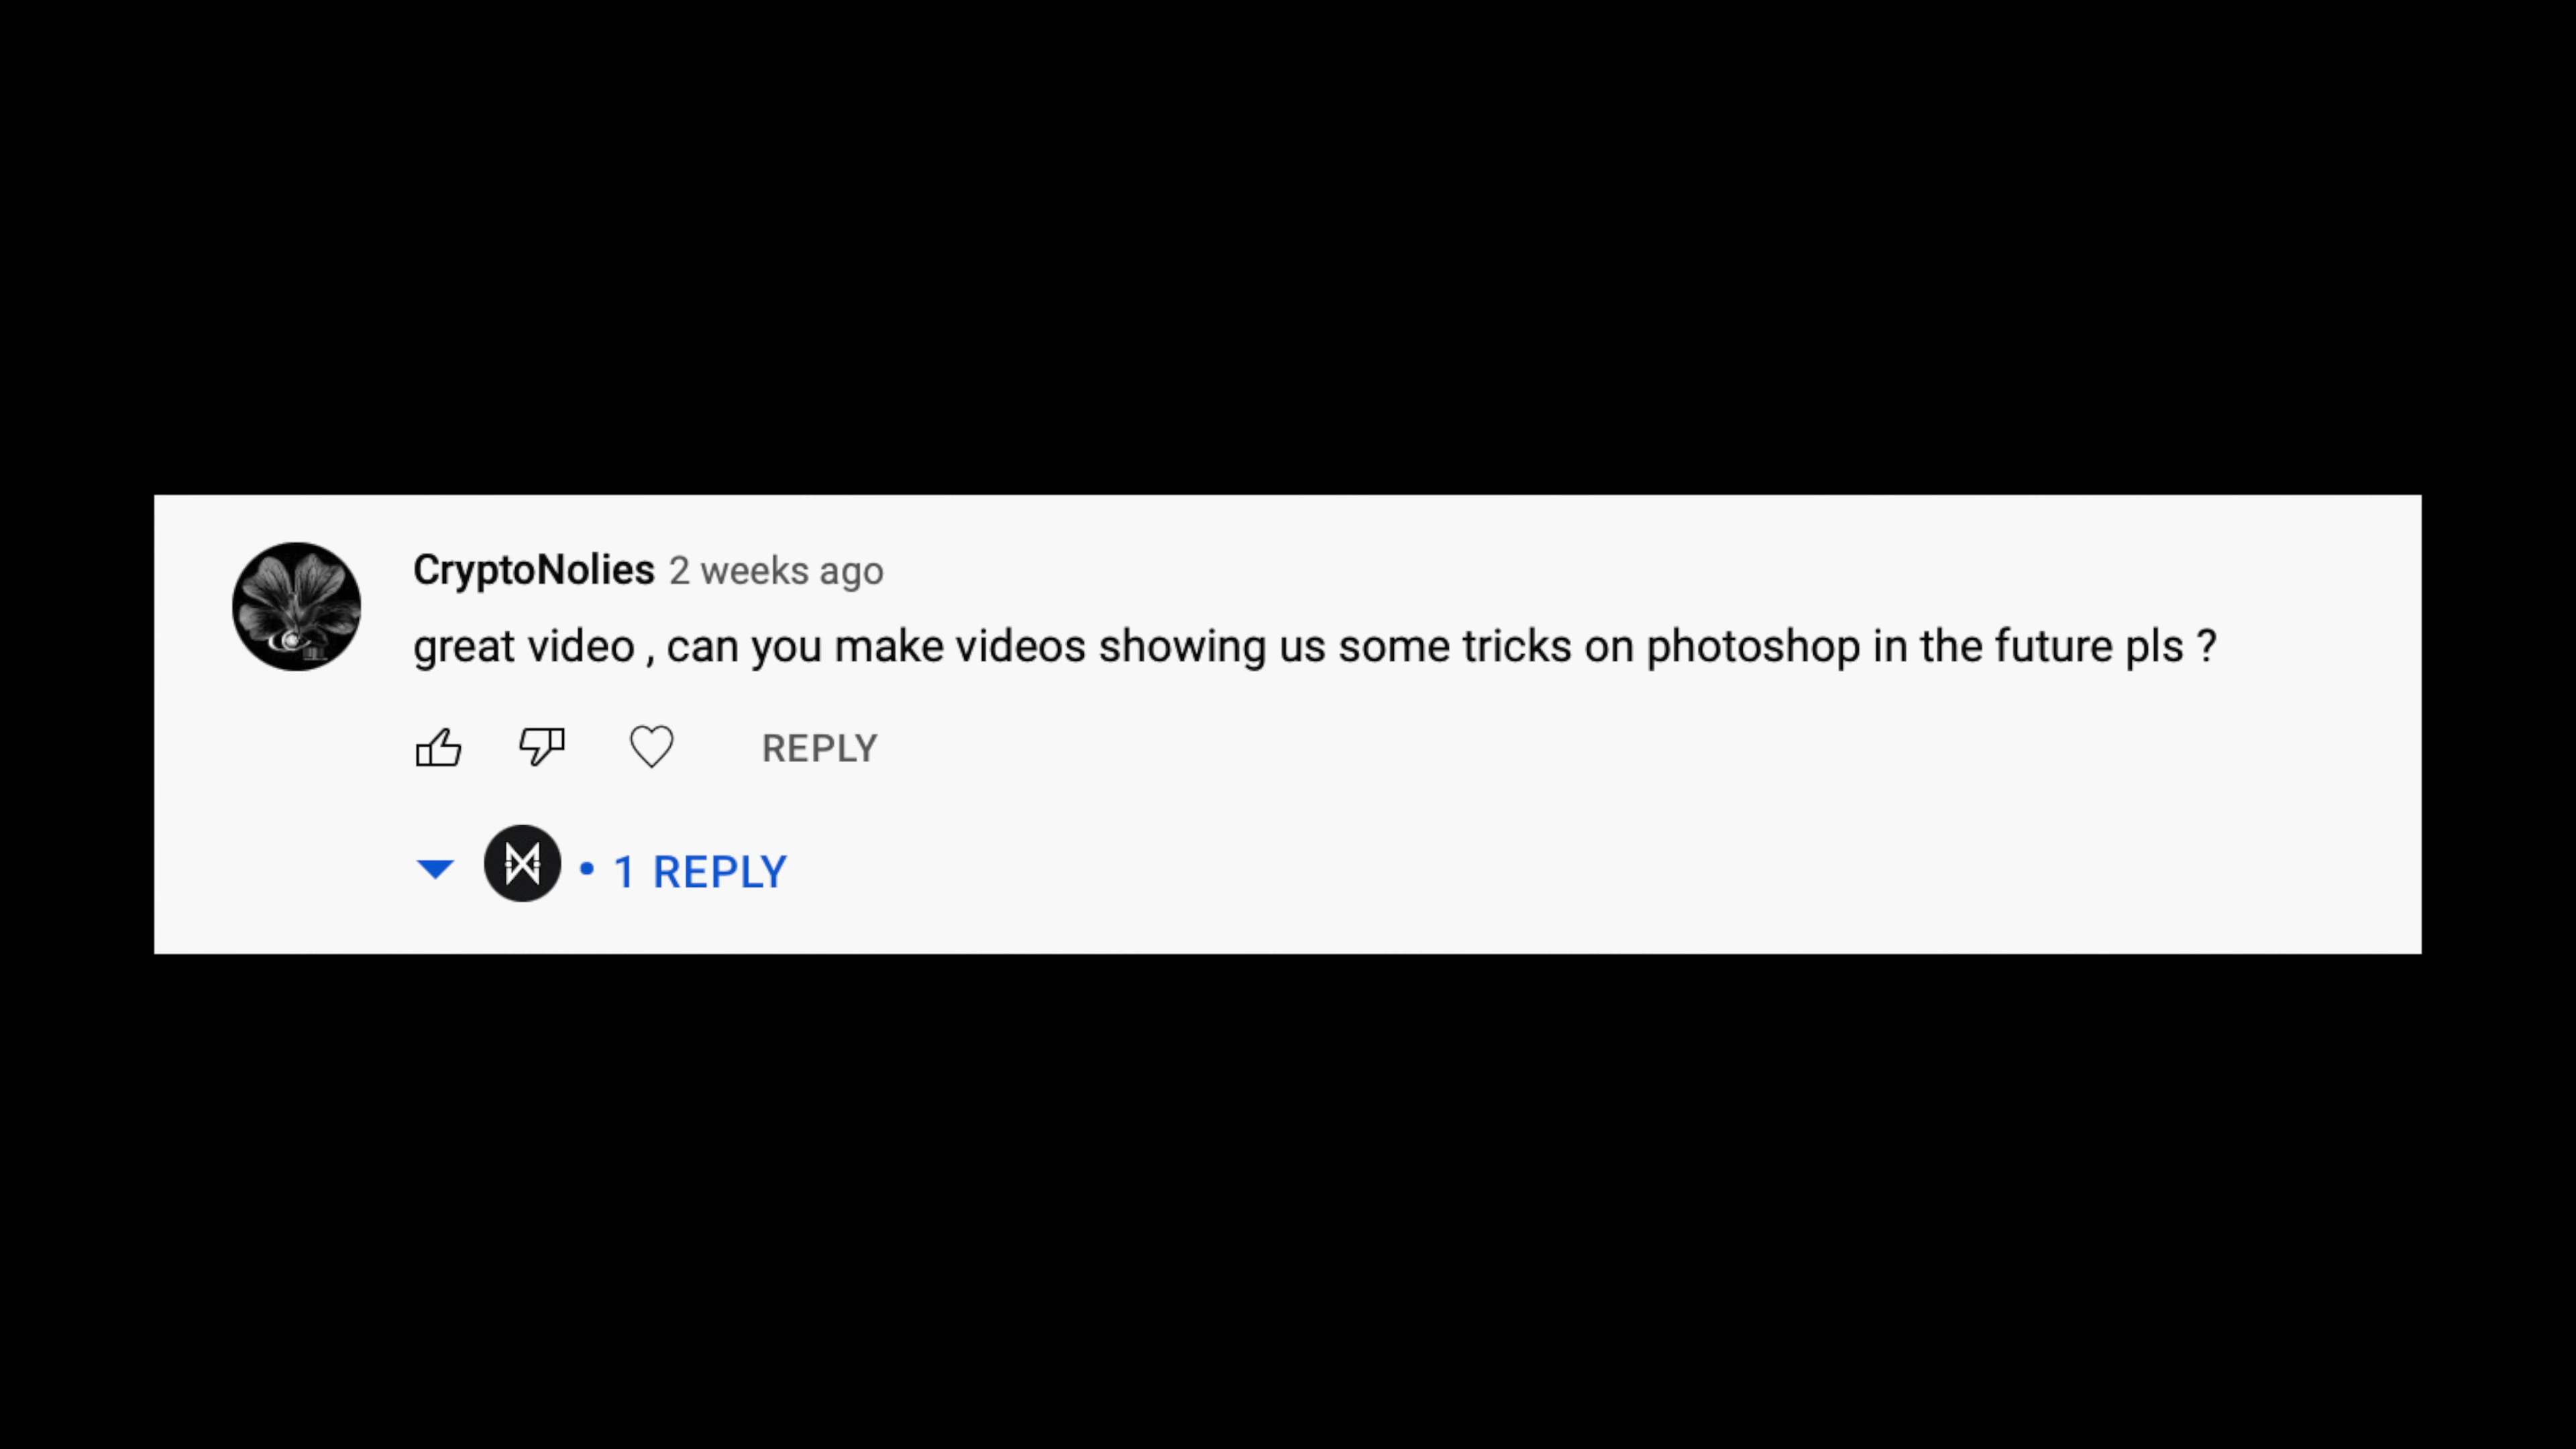 CryptoNolies 2 weeks ago
great video , can you make videos showing us some tricks on photoshop in the future pls ?
REPLY
• 1 REPLY